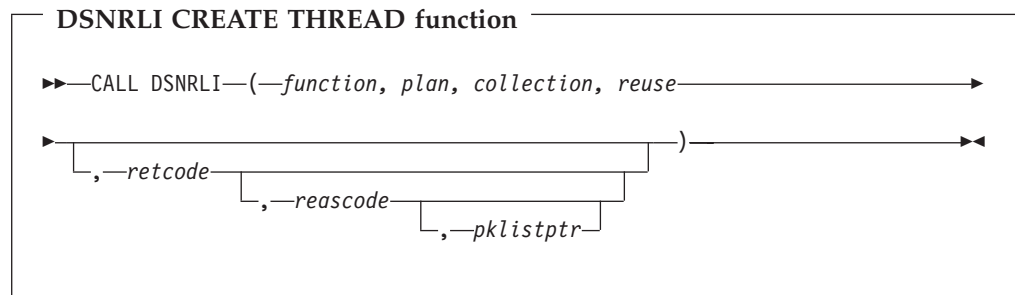 DSNRLI CREATE THREAD function
CALL DSNRLI ( function, plan, collection, reuse
)
, retcode
, reascode
, pklistptr